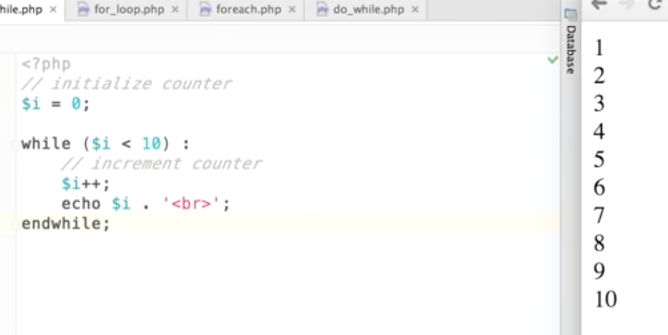 hile.php × for_loop.php × foreach.php × do_while.php ×
<?php
// initialize counter
$i = 0;
while ($i < 10) :
// increment counter
$i++;
echo $i . '<br>';
endwhile;
Database
1
2
3
4
5
6
7
8
9
10